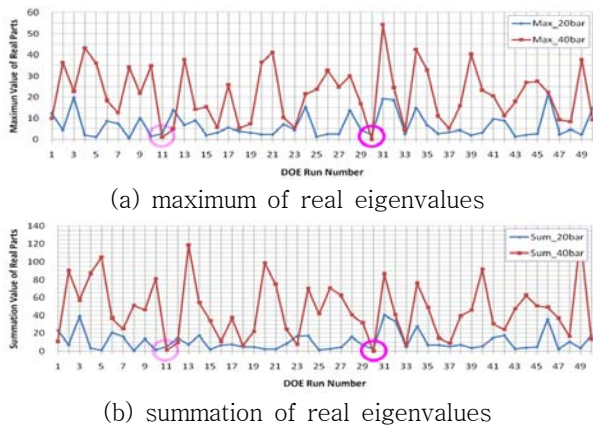 60
50
40
30
20
10
0
Maximun Value of Real Parts
Max_20bar
Max_40bar
1 3 5 7 9 11 13 15 17 19 21 23 25 27 29 31 33 35 37 39 41 43 45 47 49
DOE Run Number
(a) maximum of real eigenvalues
140
120
100
80
60
40
20
0
Summation Value of Real Parts
Sum_20bar
Sum_40bar
1 3 5 7 9 11 13 15 17 19 21 23 25 27 29 31 33 35 37 39 41 43 45 47 49
DOE Run Number
(b) summation of real eigenvalues